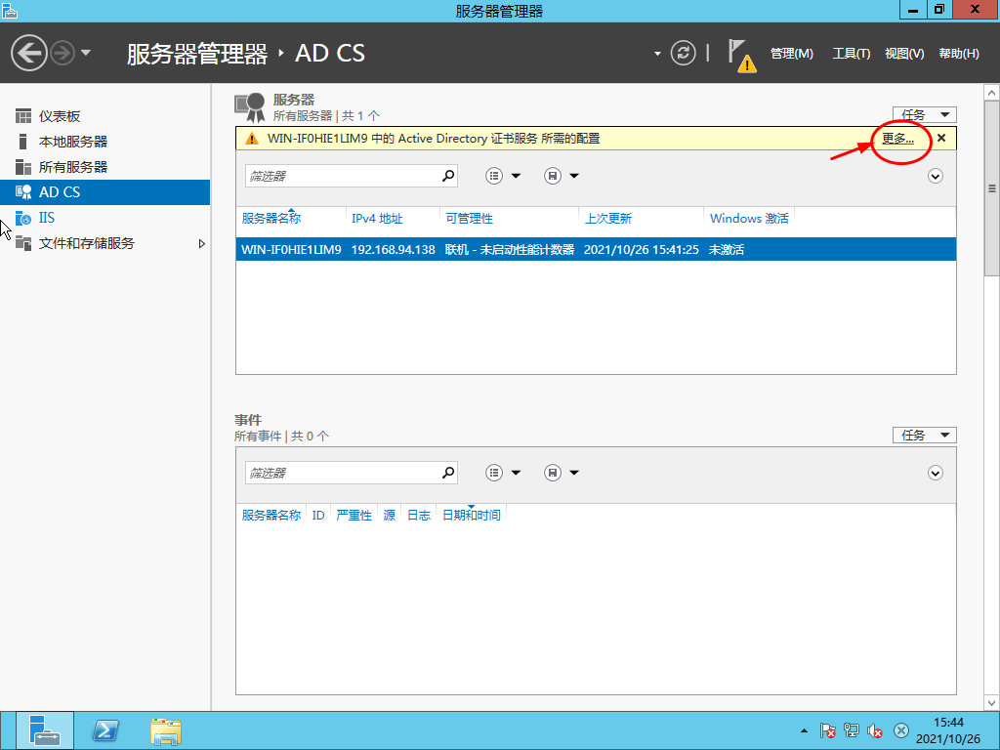 服务器管理器
服务器管理器 ‣ AD CS
管理(M) 工具(T) 视图(V) 帮助(H)
仪表板
本地服务器
所有服务器
AD CS
IIS
文件和存储服务
服务器
所有服务器 | 共 1 个
任务
WIN-IF0HIE1LIM9 中的 Active Directory 证书服务 所需的配置 更多...
筛选器
服务器名称 IPv4 地址 可管理性 上次更新 Windows 激活
WIN-IF0HIE1LIM9 192.168.94.138 联机 - 未启动性能计数器 2021/10/26 15:41:25 未激活
事件
所有事件 | 共 0 个
任务
筛选器
服务器名称 ID 严重性 源 日志 日期和时间
15:44
2021/10/26